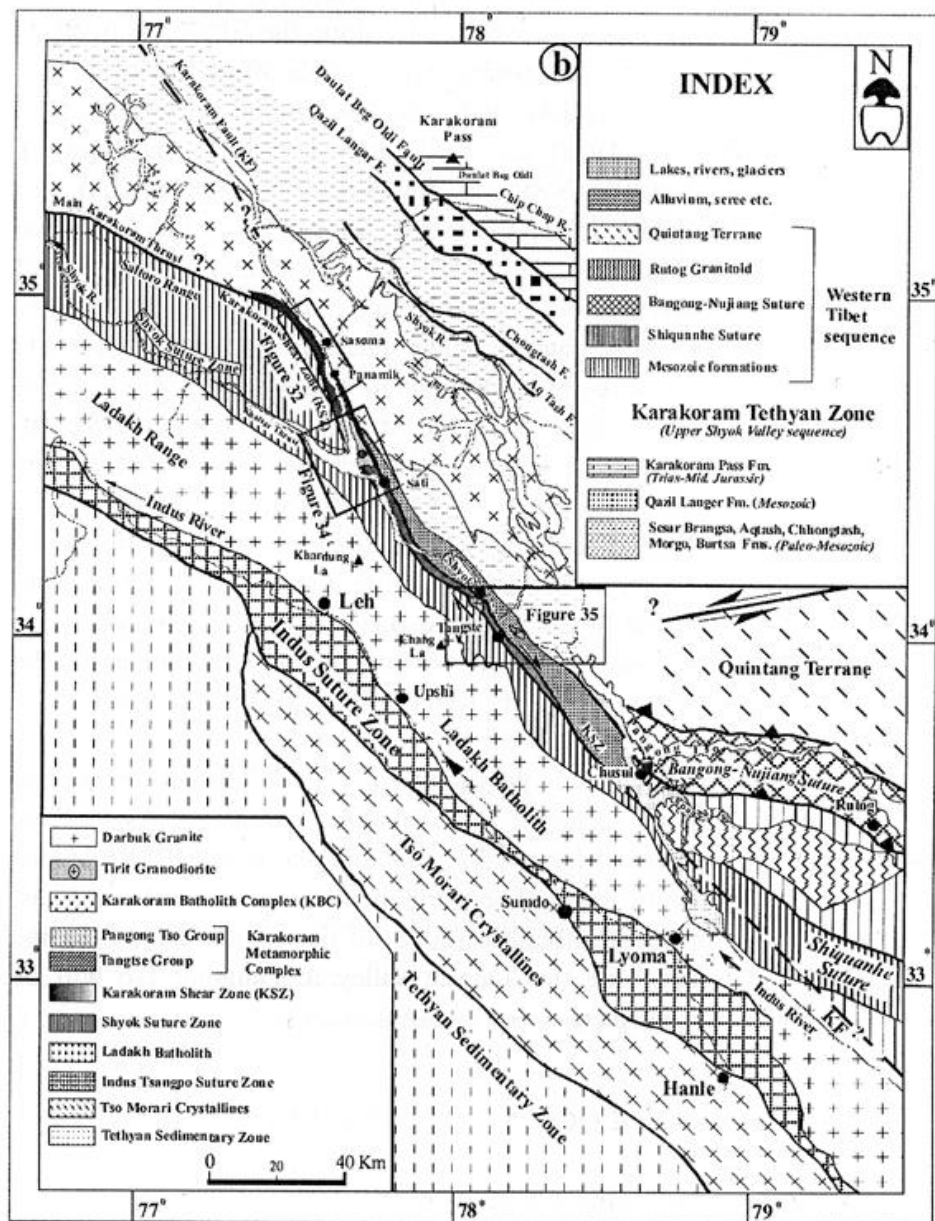 77°
78°
79°
b
INDEX
N
Lakes, rivers, glaciers
Alluvium, scree etc.
Quintang Terrane
Rutog Granitoid
Bangong-Nujiang Suture
Shiqunnhe Suture
Mesozoic formations
Western
Tibet
sequence
Karakoram Tethyan Zone
(Upper Shyok Valley sequence)
Karakoram Pass Fm.
(Trias-Mid. Jurassic)
Qazil Langer Fm. (Mesozoic)
Sesar Brangsa, Aqtash, Chhongtash,
Morgo, Burtsa Fms. (Paleo-Mesozoic)
Karakoram Fault (KF)
Daulat Beg Oldi Fault
Qazil Langar F.
Karakoram
Pass
Daulat Beg Oldi
Chip Chap R.
?
Main Karakoram Thrust
?
35°
35°
Saltoro Range
Shyok R.
Karakoram Shear Zone (KSZ)
Shyok Suture Zone
Figure 32
Sasoma
Panamik
Shyok R.
Chongtash F.
Aq Tash F.
Ladakh Range
Figure 34
Sati
Indus River
Khardung
La
Leh
Shyok
Figure 35
Tangste
Chang
La
?
34°
34°
Quintang Terrane
Indus Suture Zone
Upshi
Ladakh Batholith
KSZ
Pangong Tso
Chusul
Bangong-Nujiang Suture
Rutog
Tso Morari Crystallines
Sumdo
Lyoma
Shiquanhe
Suture
33°
33°
KF
?
Indus River
Hanle
Tethyan Sedimentary Zone
Darbuk Granite
Tirit Granodiorite
Karakoram Batholith Complex (KBC)
Pangong Tso Group
Tangtse Group
Karakoram
Metamorphic
Complex
Karakoram Shear Zone (KSZ)
Shyok Suture Zone
Ladakh Batholith
Indus Tsangpo Suture Zone
Tso Morari Crystallines
Tethyan Sedimentary Zone
0 20 40 Km
77°
78°
79°